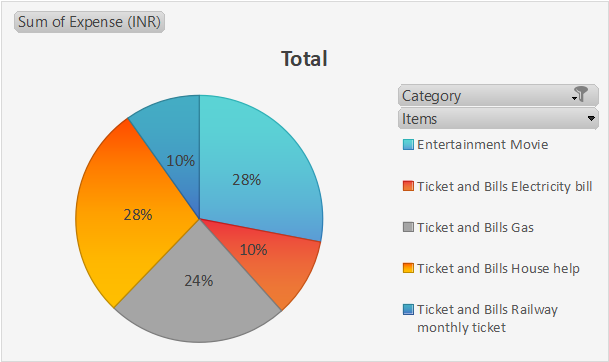 Sum of Expense (INR)
Total
Category
Items
Entertainment Movie
Ticket and Bills Electricity bill
Ticket and Bills Gas
Ticket and Bills House help
Ticket and Bills Railway
monthly ticket
28%
10%
24%
28%
10%